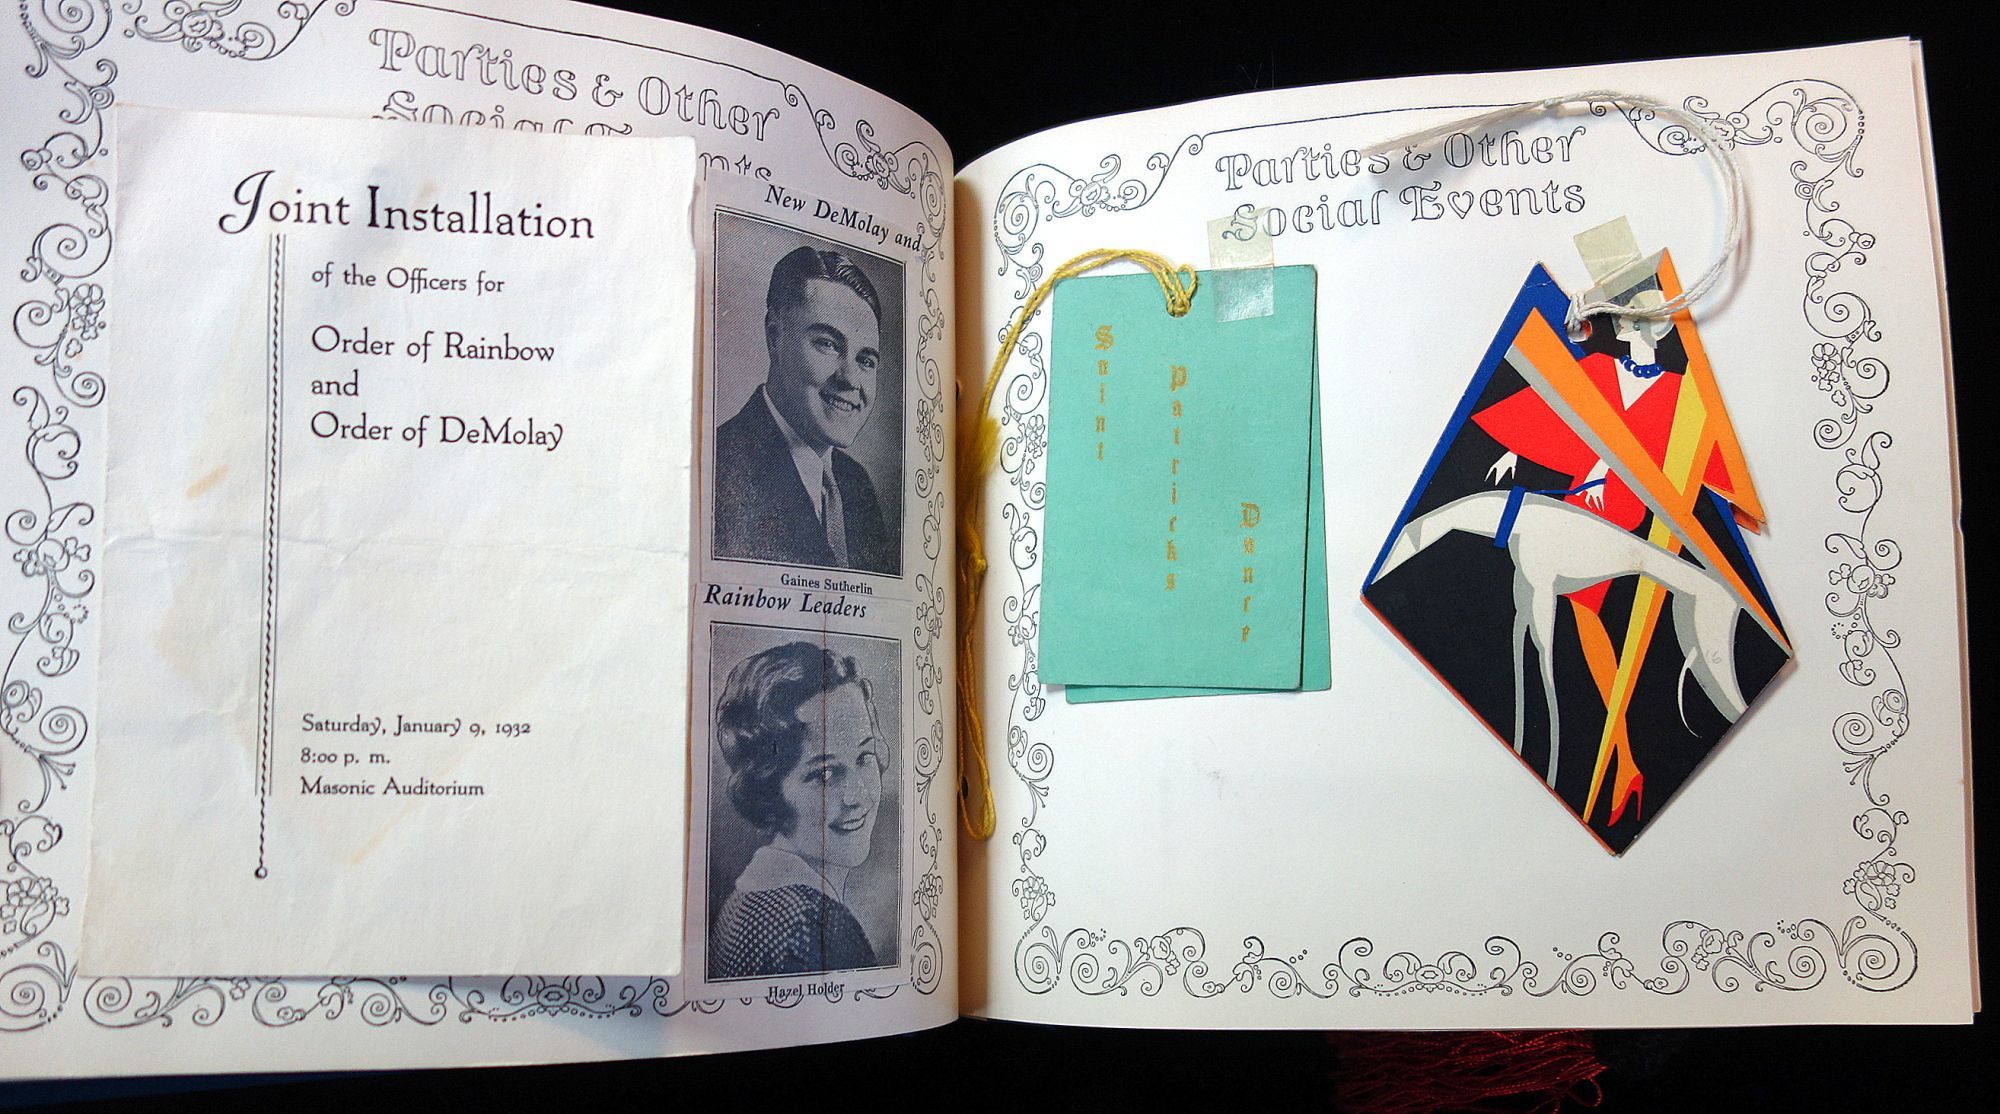 Parties & Other
Social Events
Joint Installation
of the Officers for
Order of Rainbow
and
Order of DeMolay
Saturday, January 9, 1932
8:00 p. m.
Masonic Auditorium
New DeMolay and
Gaines Sutherlin
Rainbow Leaders
Hazel Holder
Parties & Other
Social Events
Saint
Patricks
Dance
16